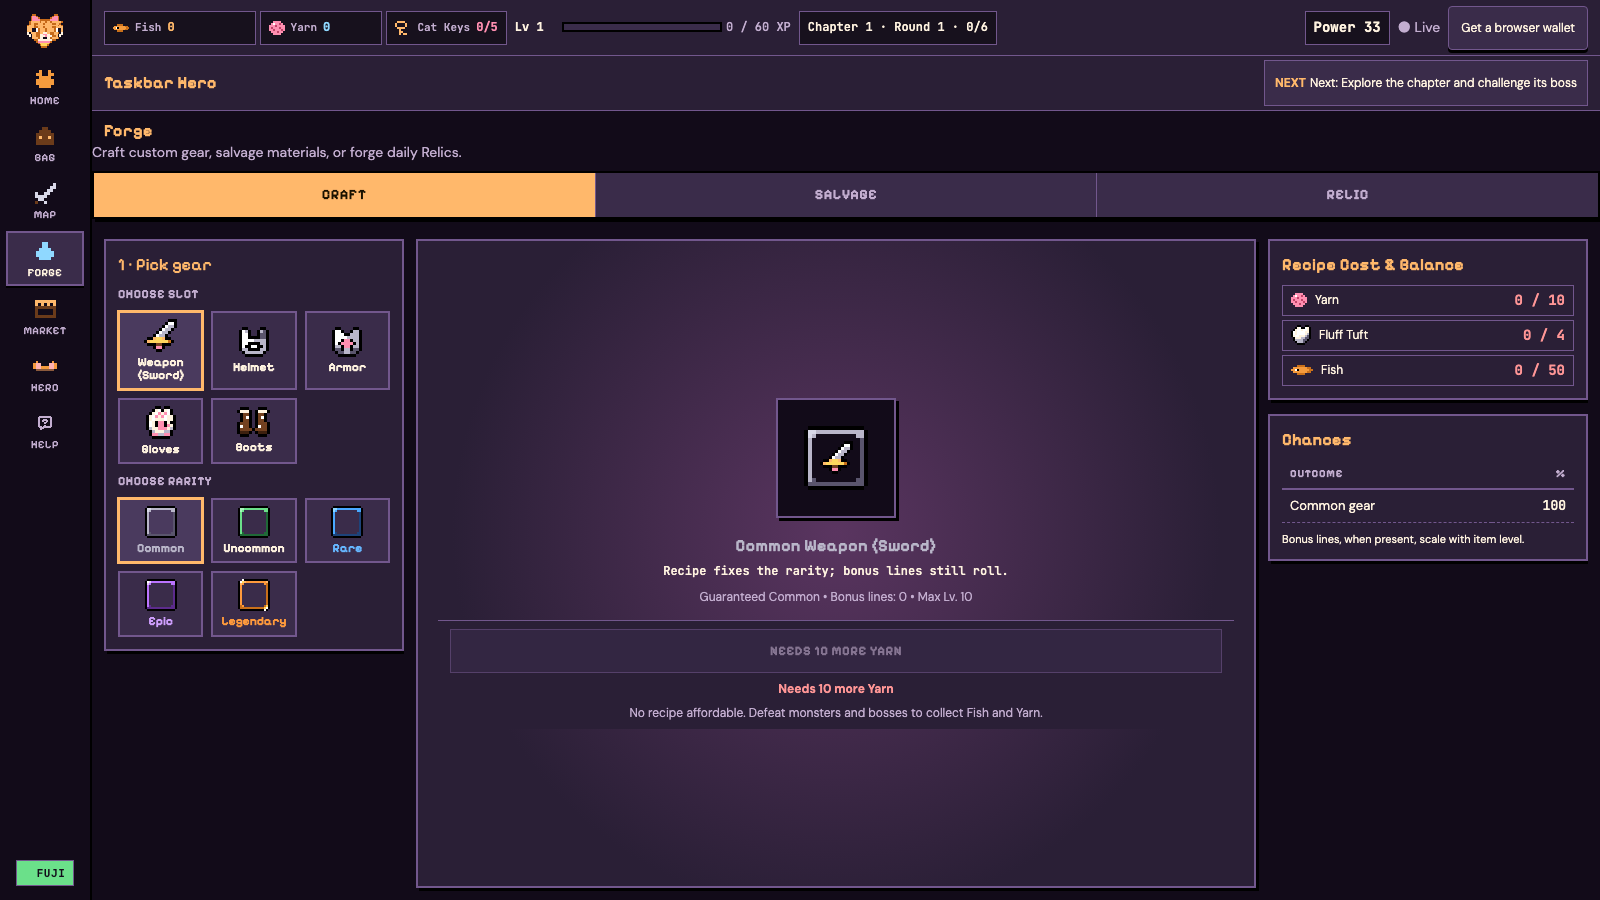 Fish 0
Yarn 0
Cat Keys 0/5
Lv 1
0 / 60 XP
Chapter 1 · Round 1 · 0/6
Power 33
Live
Get a browser wallet
HOME
BAG
MAP
FORGE
MARKET
HERO
HELP
FUJI
Taskbar Hero
NEXT Next: Explore the chapter and challenge its boss
Forge
Craft custom gear, salvage materials, or forge daily Relics.
CRAFT
SALVAGE
RELIC
1 · Pick gear
CHOOSE SLOT
Weapon
(Sword)
Helmet
Armor
Gloves
Boots
CHOOSE RARITY
Common
Uncommon
Rare
Epic
Legendary
Common Weapon (Sword)
Recipe fixes the rarity; bonus lines still roll.
Guaranteed Common • Bonus lines: 0 • Max Lv. 10
NEEDS 10 MORE YARN
Needs 10 more Yarn
No recipe affordable. Defeat monsters and bosses to collect Fish and Yarn.
Recipe Cost & Balance
Yarn 0 / 10
Fluff Tuft 0 / 4
Fish 0 / 50
Chances
OUTCOME %
Common gear 100
Bonus lines, when present, scale with item level.